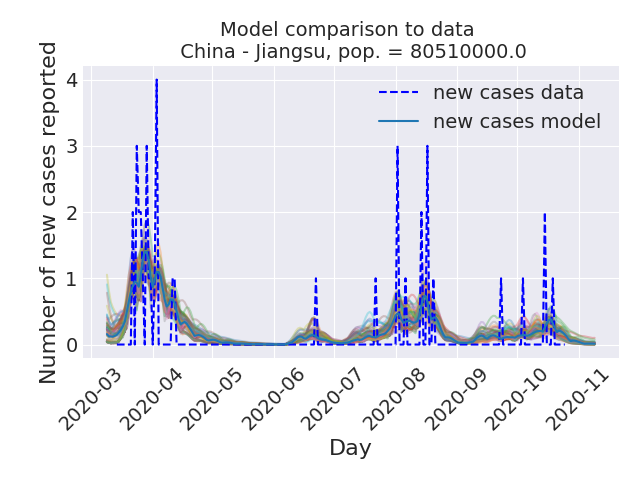 Model comparison to data
China - Jiangsu, pop. = 80510000.0
Number of new cases reported
4
3
2
1
0
new cases data
new cases model
2020-03
2020-04
2020-05
2020-06
2020-07
2020-08
2020-09
2020-10
2020-11
Day